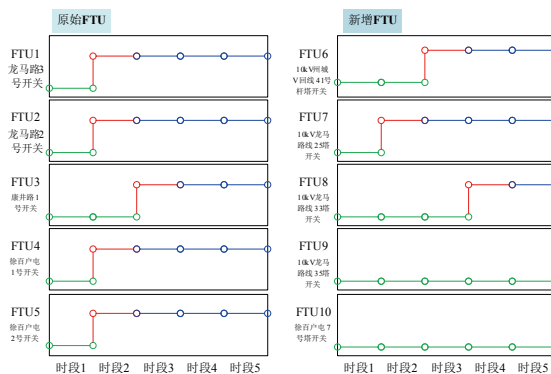 原始FTU
FTU1
龙马路3
号开关
FTU2
龙马路2
号开关
FTU3
康井路1
号开关
FTU4
徐百户屯
1号开关
FTU5
徐百户屯
2号开关
时段1 时段2 时段3 时段4 时段5
新增FTU
FTU6
10kV州城
V回线41号
杆塔开关
FTU7
10kV龙马
路线25塔
开关
FTU8
10kV龙马
路线33塔
开关
FTU9
10kV龙马
路线35塔
开关
FTU10
徐百户屯7
号塔开关
时段1 时段2 时段3 时段4 时段5